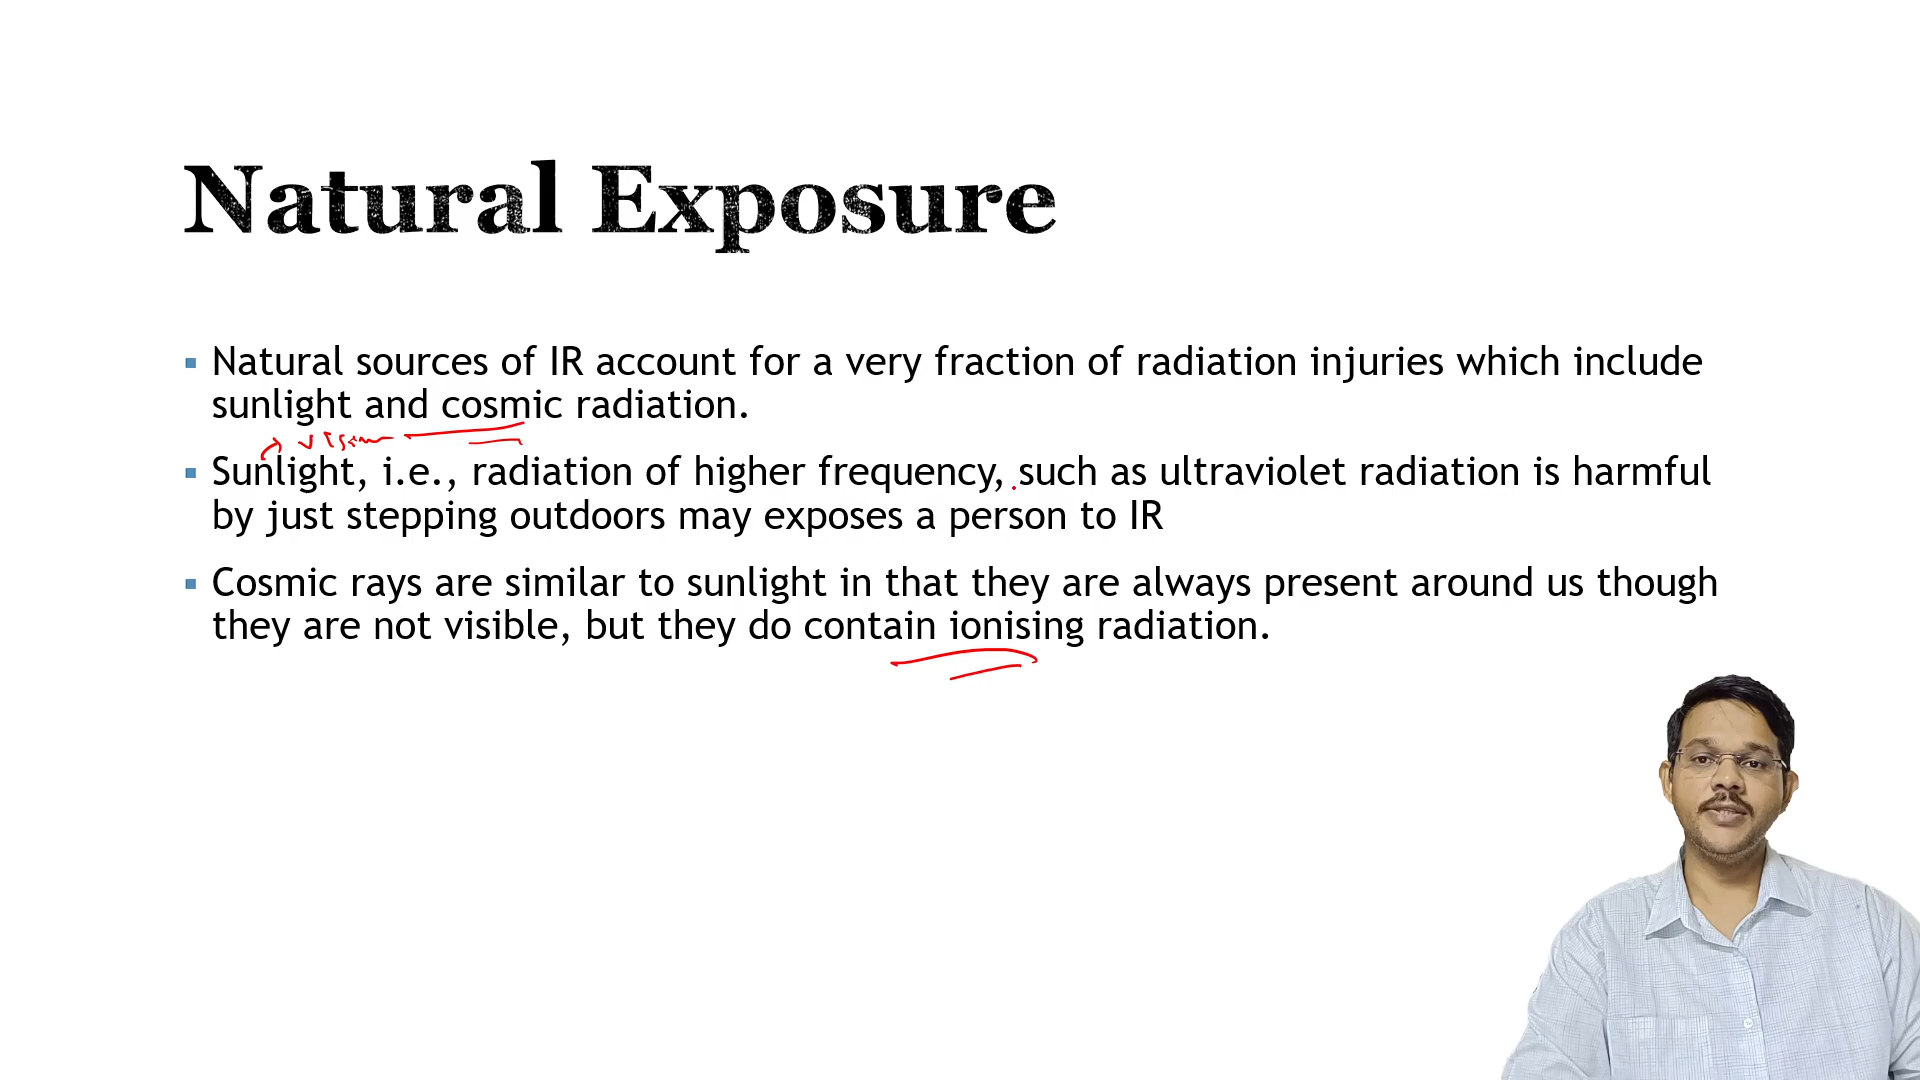 Natural Exposure
Natural sources of IR account for a very fraction of radiation injuries which include
sunlight and cosmic radiation.
Sunlight, i.e., radiation of higher frequency, such as ultraviolet radiation is harmful
by just stepping outdoors may exposes a person to IR
Cosmic rays are similar to sunlight in that they are always present around us though
they are not visible, but they do contain ionising radiation.